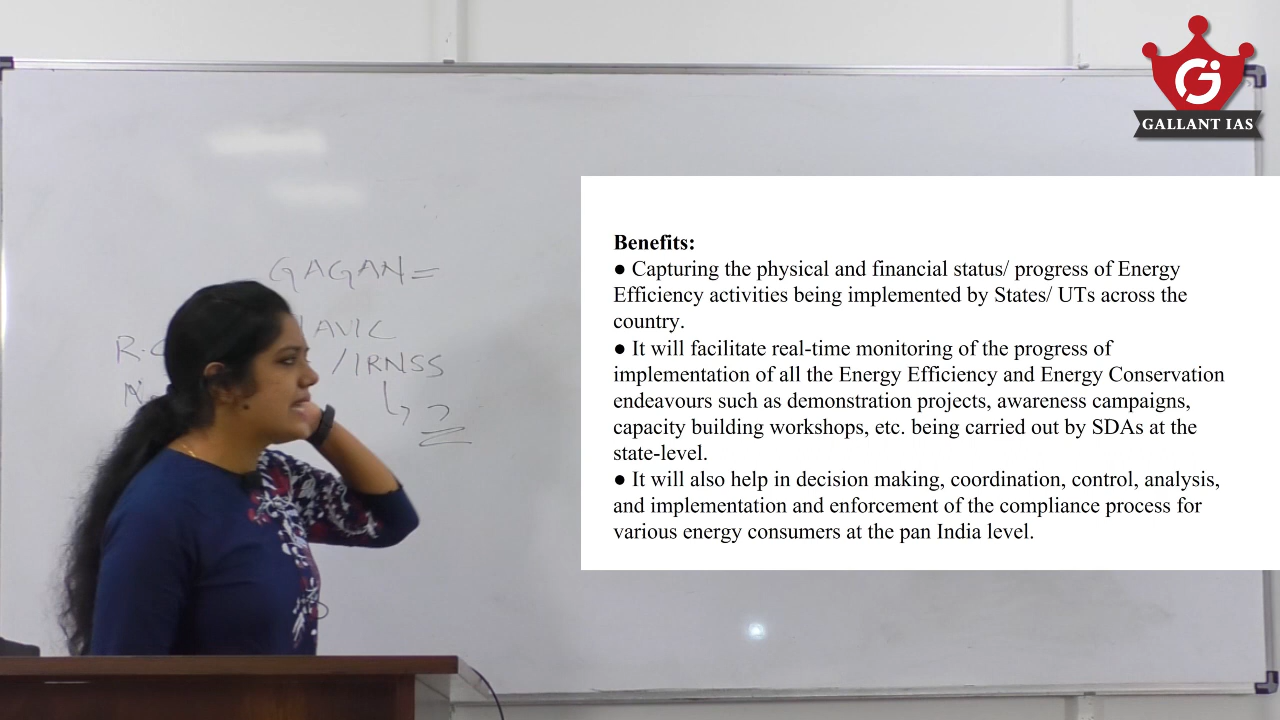 GALLANT IAS
GAGAN=
/IRNSS
Benefits:
● Capturing the physical and financial status/ progress of Energy
Efficiency activities being implemented by States/ UTs across the
country.
● It will facilitate real-time monitoring of the progress of
implementation of all the Energy Efficiency and Energy Conservation
endeavours such as demonstration projects, awareness campaigns,
capacity building workshops, etc. being carried out by SDAs at the
state-level.
● It will also help in decision making, coordination, control, analysis,
and implementation and enforcement of the compliance process for
various energy consumers at the pan India level.